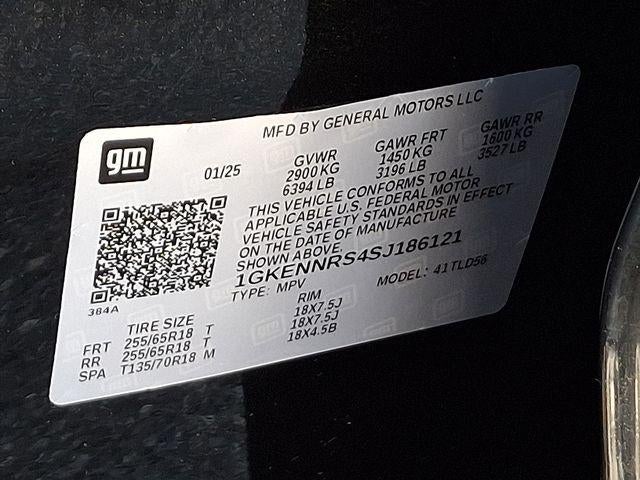 MFD BY GENERAL MOTORS LLC
gm
01/25
GVWR GAWR FRT GAWR RR
2900 KG 1450 KG 1600 KG
6394 LB 3196 LB 3527 LB
THIS VEHICLE CONFORMS TO ALL
APPLICABLE U.S. FEDERAL MOTOR
VEHICLE SAFETY STANDARDS IN EFFECT
ON THE DATE OF MANUFACTURE
SHOWN ABOVE.
1GKENNRS4SJ186121
TYPE: MPV MODEL: 41TLD56
384A
TIRE SIZE RIM
FRT 255/65R18 T 18X7.5J
RR 255/65R18 T 18X7.5J
SPA T135/70R18 M 18X4.5B